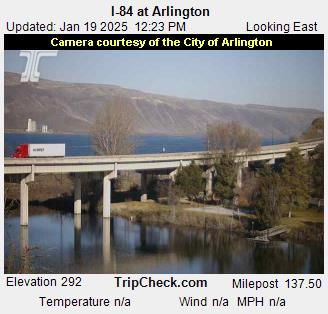 I-84 at Arlington
Updated: Jan 19 2025 12:23 PM Looking East
Camera courtesy of the City of Arlington
Elevation 292 TripCheck.com Milepost 137.50
Temperature n/a Wind n/a MPH n/a